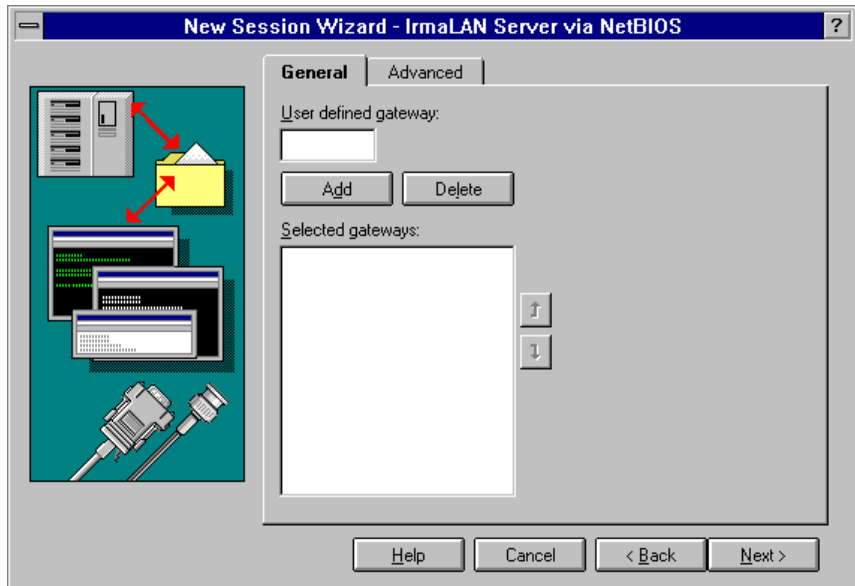 New Session Wizard - IrmaLAN Server via NetBIOS
?
General
Advanced
User defined gateway:
Add
Delete
Selected gateways:
Help
Cancel
< Back
Next >